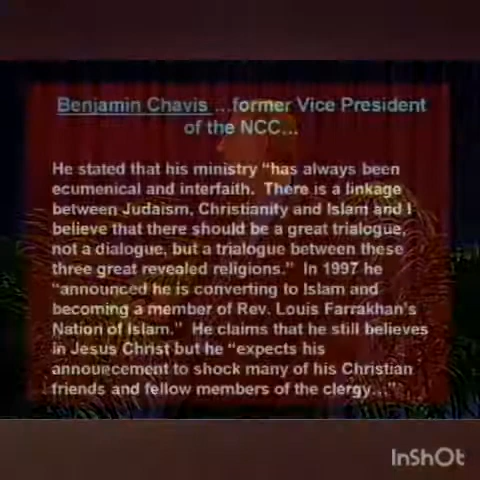 Benjamin Chavis ...former Vice President
of the NCC...
He stated that his ministry “has always been
ecumenical and interfaith. There is a linkage
between Judaism, Christianity and Islam and I
believe that there should be a great trialogue,
not a dialogue, but a trialogue between these
three great revealed religions.” In 1997 he
“announced he is converting to Islam and
becoming a member of Rev. Louis Farrakhan’s
Nation of Islam.” He claims that he still believes
in Jesus Christ but he “expects his
announcement to shock many of his Christian
friends and fellow members of the clergy...”
InShOt